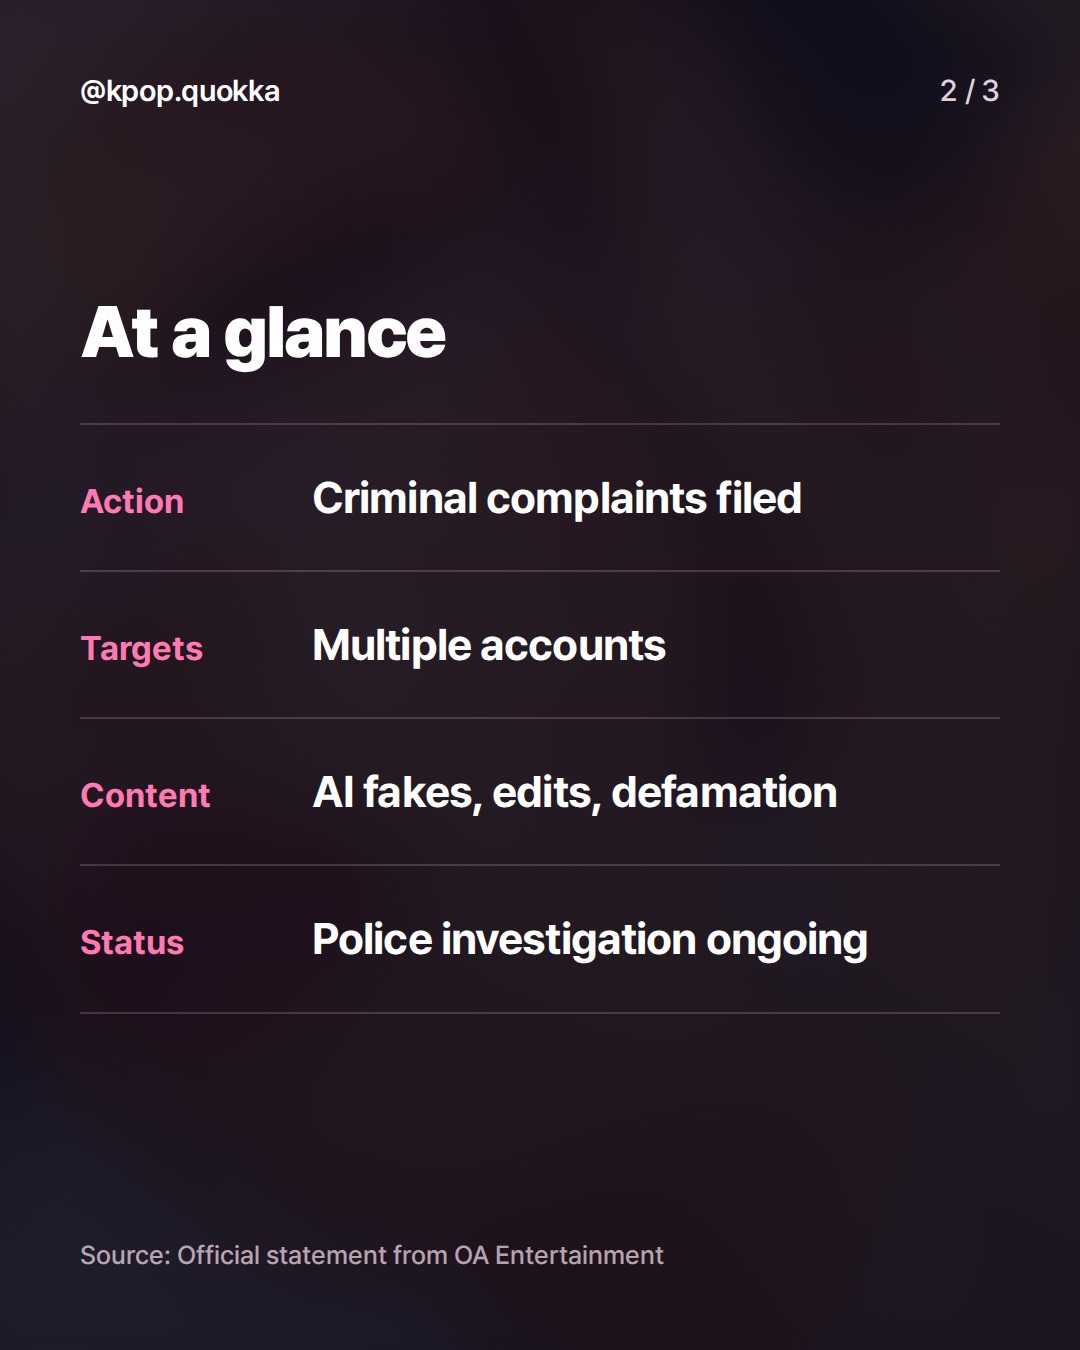 @kpop.quokka
2 / 3
At a glance
Action
Criminal complaints filed
Targets
Multiple accounts
Content
AI fakes, edits, defamation
Status
Police investigation ongoing
Source: Official statement from OA Entertainment